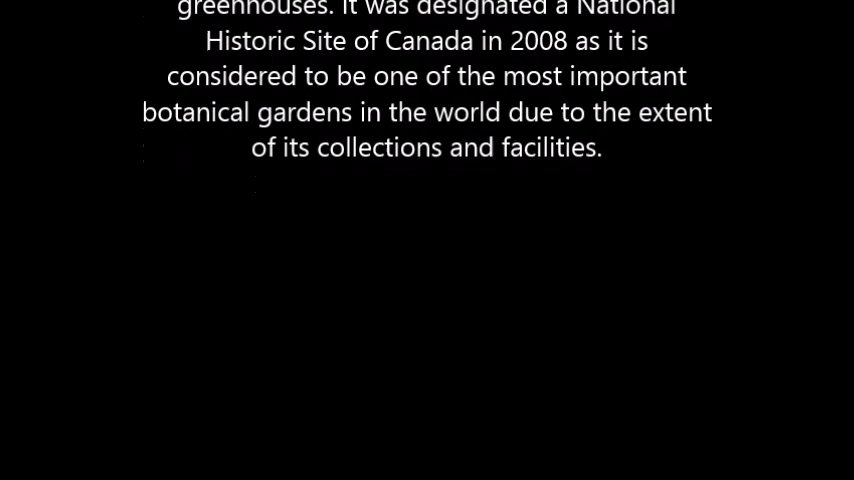 greenhouses. It was designated a National
Historic Site of Canada in 2008 as it is
considered to be one of the most important
botanical gardens in the world due to the extent
of its collections and facilities.